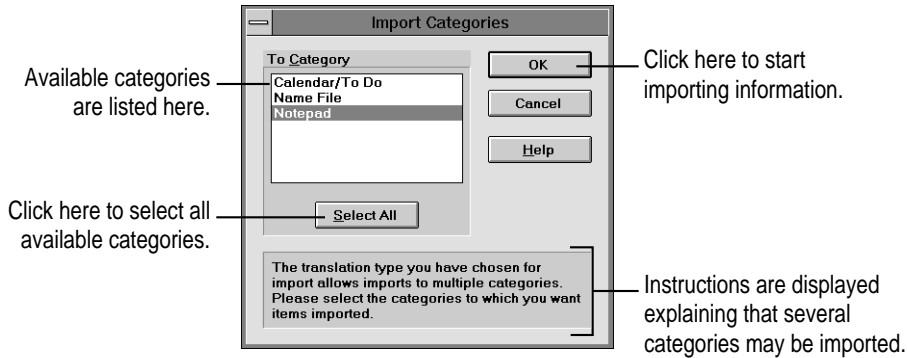 Import Categories
To Category
Calendar/To Do
Name File
Notepad
Select All
OK
Cancel
Help
The translation type you have chosen for
import allows imports to multiple categories.
Please select the categories to which you want
items imported.
Available categories
are listed here.
Click here to select all
available categories.
Click here to start
importing information.
Instructions are displayed
explaining that several
categories may be imported.